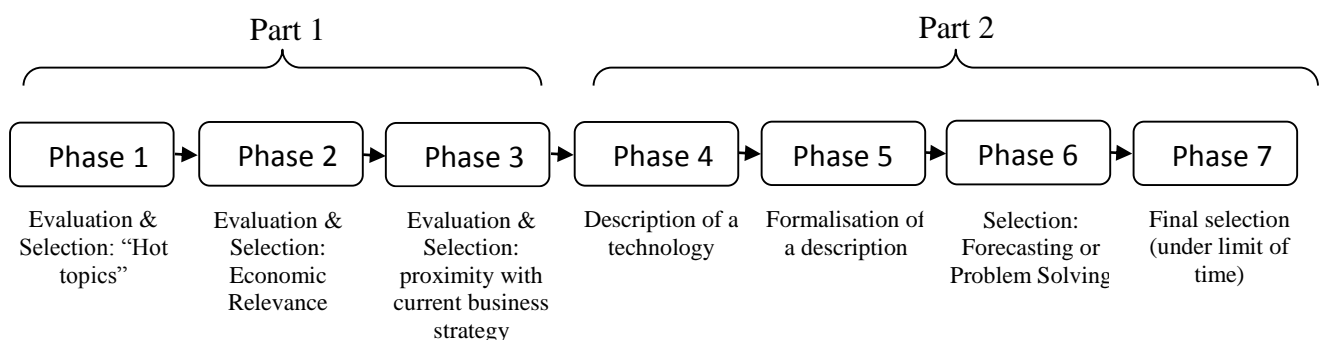 Part 1
Part 2
Phase 1
Phase 2
Phase 3
Phase 4
Phase 5
Phase 6
Phase 7
Evaluation &
Selection: “Hot
topics”
Evaluation &
Selection:
Economic
Relevance
Evaluation &
Selection:
proximity with
current business
strategy
Description of a
technology
Formalisation of
a description
Selection:
Forecasting or
Problem Solving
Final selection
(under limit of
time)